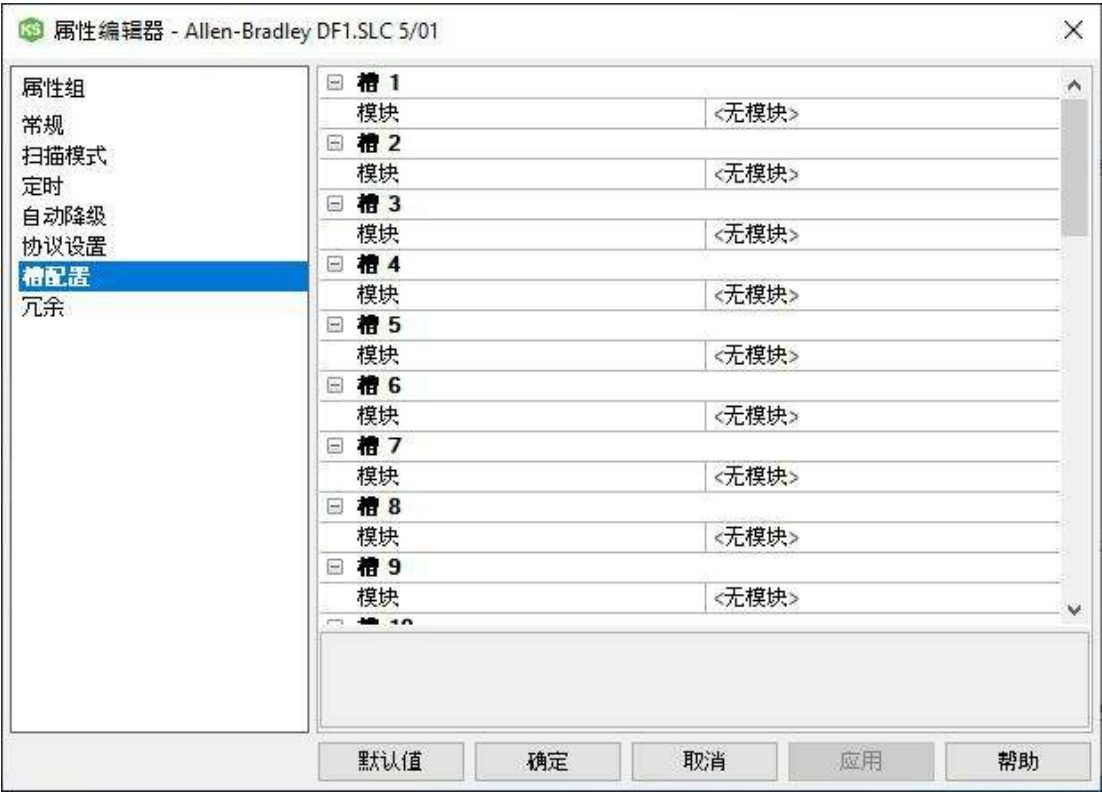 KS 属性编辑器 - Allen-Bradley DF1.SLC 5/01
属性组
常规
扫描模式
定时
自动降级
协议设置
槽配置
冗余
槽 1
模块 <无模块>
槽 2
模块 <无模块>
槽 3
模块 <无模块>
槽 4
模块 <无模块>
槽 5
模块 <无模块>
槽 6
模块 <无模块>
槽 7
模块 <无模块>
槽 8
模块 <无模块>
槽 9
模块 <无模块>
槽 10
默认值 确定 取消 应用 帮助